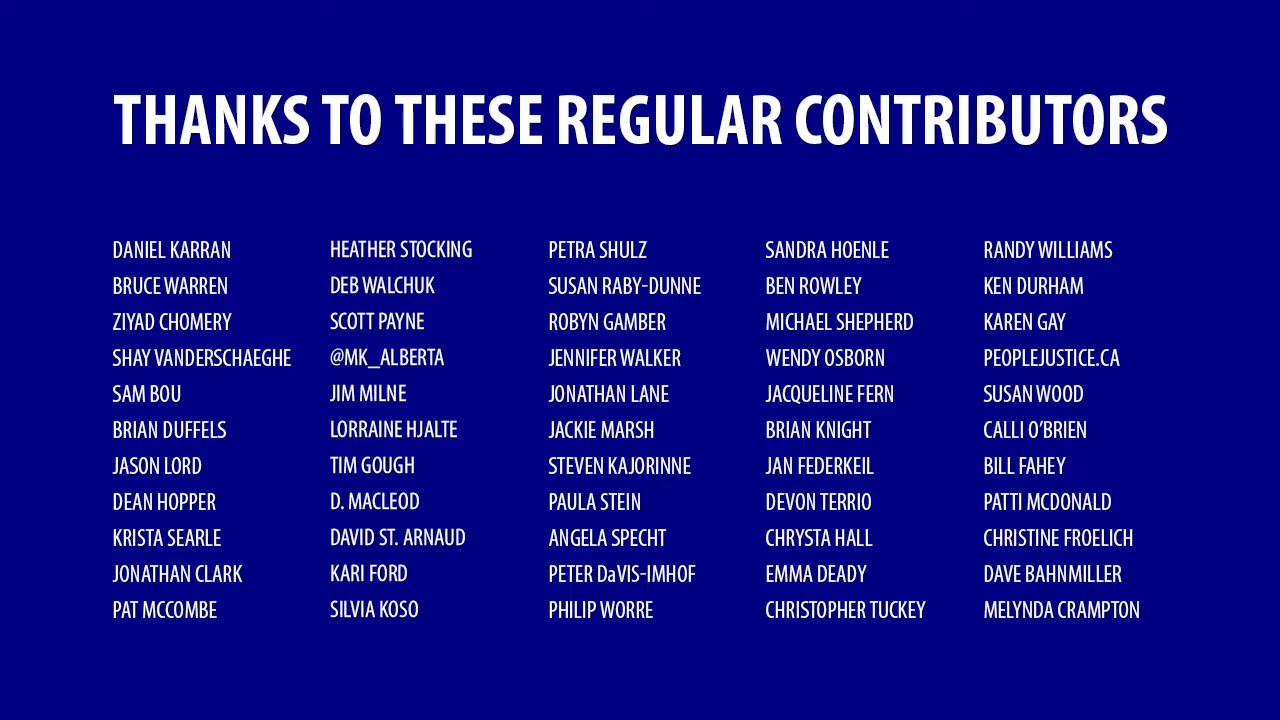 THANKS TO THESE REGULAR CONTRIBUTORS
DANIEL KARRAN
BRUCE WARREN
ZIYAD CHOMERY
SHAY VANDERSCHAEGHE
SAM BOU
BRIAN DUFFELS
JASON LORD
DEAN HOPPER
KRISTA SEARLE
JONATHAN CLARK
PAT MCCOMBE
HEATHER STOCKING
DEB WALCHUK
SCOTT PAYNE
@MK_ALBERTA
JIM MILNE
LORRAINE HJALTE
TIM GOUGH
D. MACLEOD
DAVID ST. ARNAUD
KARI FORD
SILVIA KOSO
PETRA SHULZ
SUSAN RABY-DUNNE
ROBYN GAMBER
JENNIFER WALKER
JONATHAN LANE
JACKIE MARSH
STEVEN KAJORINNE
PAULA STEIN
ANGELA SPECHT
PETER DaVIS-IMHOF
PHILIP WORRE
SANDRA HOENLE
BEN ROWLEY
MICHAEL SHEPHERD
WENDY OSBORN
JACQUELINE FERN
BRIAN KNIGHT
JAN FEDERKEIL
DEVON TERRIO
CHRYSTA HALL
EMMA DEADY
CHRISTOPHER TUCKEY
RANDY WILLIAMS
KEN DURHAM
KAREN GAY
PEOPLEJUSTICE.CA
SUSAN WOOD
CALLI O’BRIEN
BILL FAHEY
PATTI MCDONALD
CHRISTINE FROELICH
DAVE BAHNMILLER
MELYNDA CRAMPTON